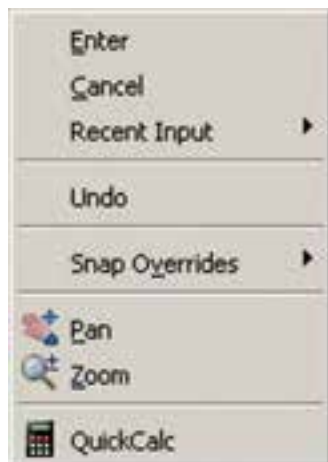 Enter
Cancel
Recent Input
Undo
Snap Overrides
Pan
Zoom
QuickCalc